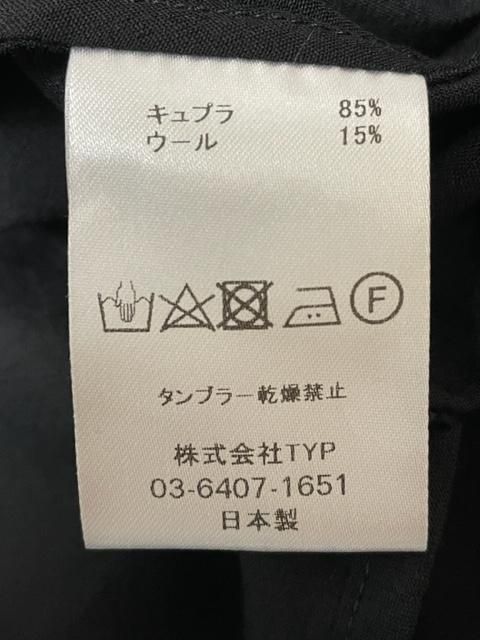 キュプラ 85%
ウール 15%
F
タンブラー乾燥禁止
株式会社TYP
03-6407-1651
日本製